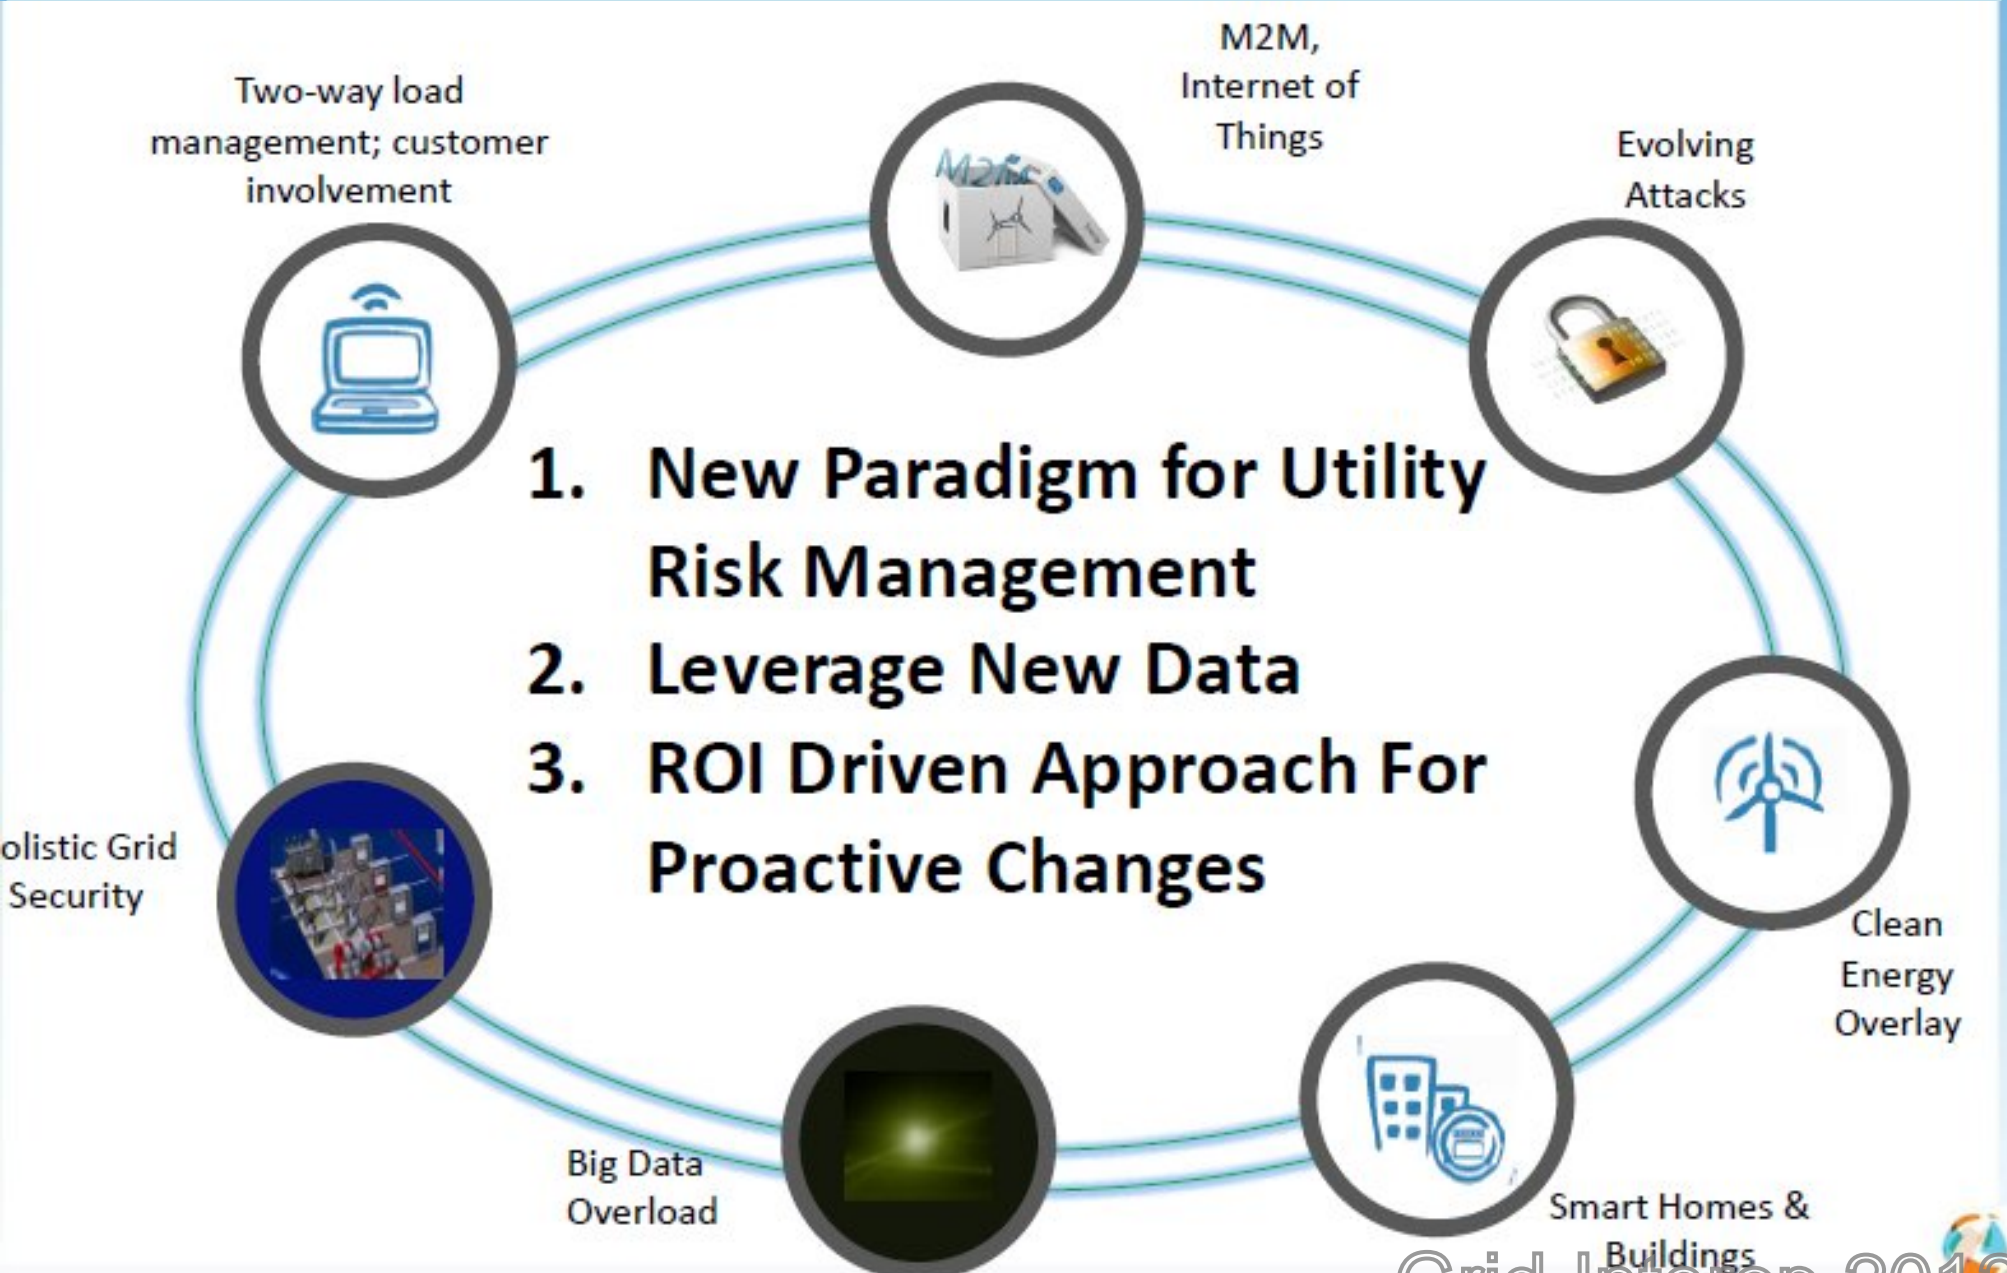 M2M,
Internet of
Things
Two-way load
management; customer
involvement
Evolving
Attacks
1. New Paradigm for Utility
Risk Management
2. Leverage New Data
3. ROI Driven Approach For
Proactive Changes
olistic Grid
Security
Clean
Energy
Overlay
Big Data
Overload
Smart Homes &
Buildings